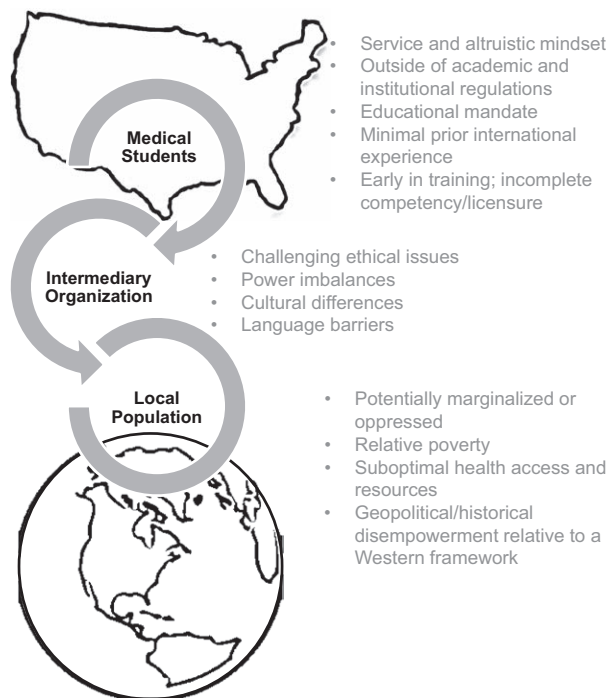 • Service and altruistic mindset
• Outside of academic and
institutional regulations
• Educational mandate
• Minimal prior international
experience
• Early in training; incomplete
competency/licensure
Medical
Students
• Challenging ethical issues
• Power imbalances
• Cultural differences
• Language barriers
Intermediary
Organization
Local
Population
• Potentially marginalized or
oppressed
• Relative poverty
• Suboptimal health access and
resources
• Geopolitical/historical
disempowerment relative to a
Western framework